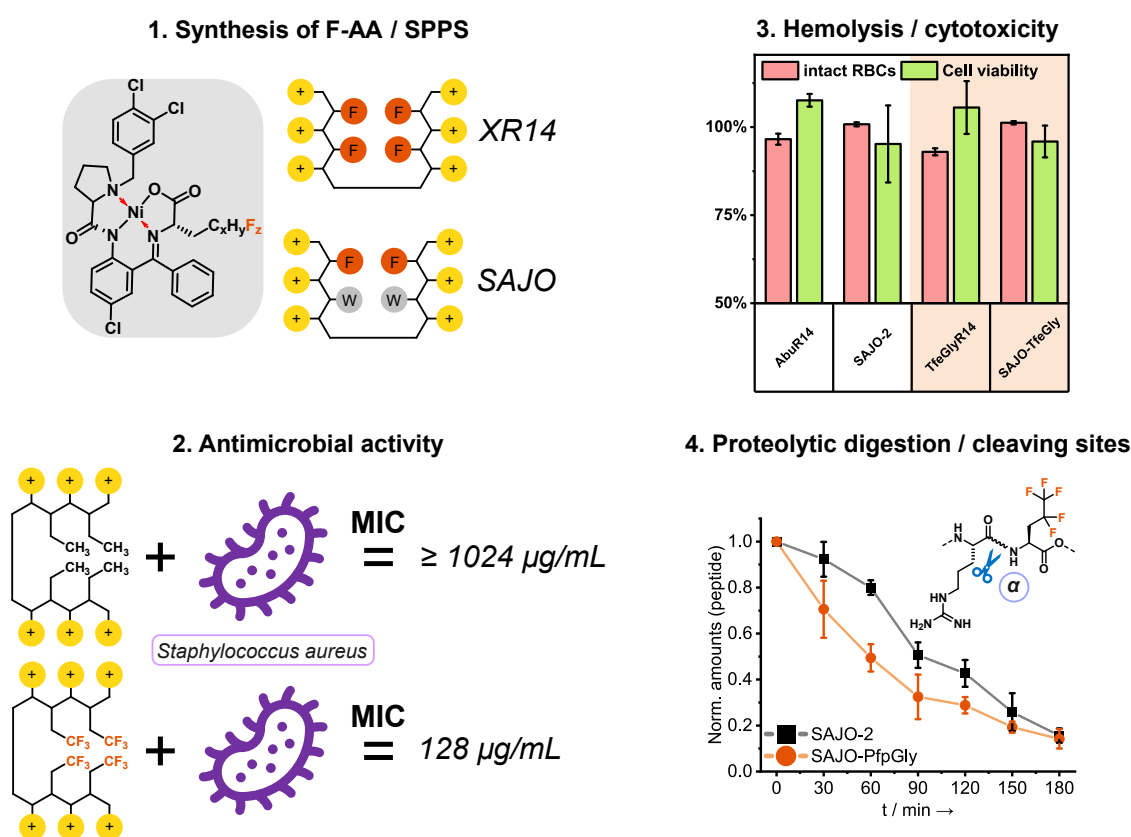 1. Synthesis of F-AA / SPPS
Cl
Cl
N
O
O
Ni
O
N
N
CxHyFz
Cl
+ +
+ F F +
+ F F +
+ +
XR14
+ +
+ F F +
+ W W +
+ +
SAJO
2. Antimicrobial activity
+ + +
CH3 CH3
CH3 CH3
+ + +
+
MIC
=
≥ 1024 µg/mL
Staphylococcus aureus
+ + +
CF3 CF3
CF3 CF3
+ + +
+
MIC
=
128 µg/mL
3. Hemolysis / cytotoxicity
intact RBCs Cell viability
100%
75%
50%
AbuR14
SAJO-2
TfeGlyR14
SAJO-TfeGly
4. Proteolytic digestion / cleaving sites
F
F F
F
F
H
N
O
N
H
O
O
α
HN
H2N NH
Norm. amounts (peptide)
1.0
0.8
0.6
0.4
0.2
0.0
SAJO-2
SAJO-PfpGly
0 30 60 90 120 150 180
t / min →